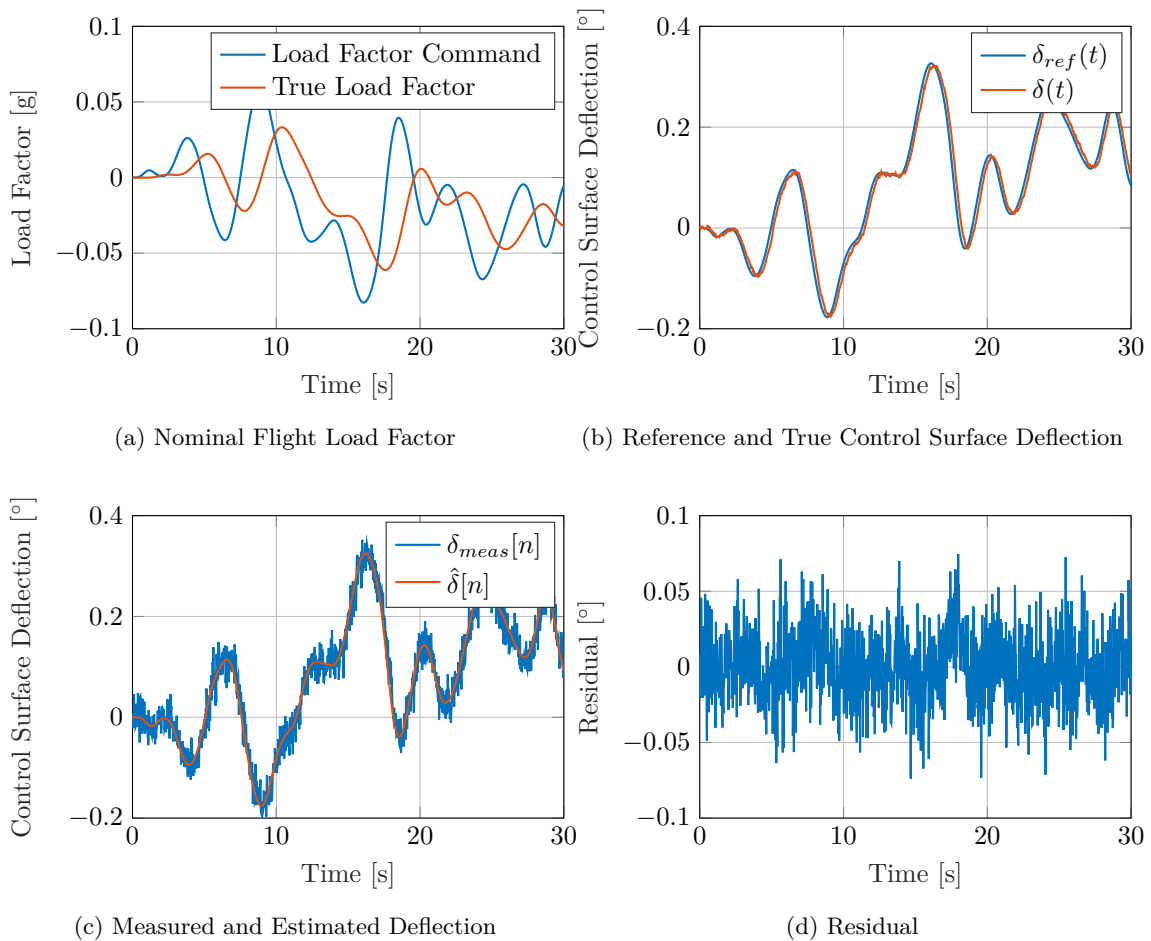 0.1
0.05
0
−0.05
−0.1
Load Factor [g]
Load Factor Command
True Load Factor
0
10
20
30
Time [s]
(a) Nominal Flight Load Factor
0.4
0.2
0
−0.2
Control Surface Deflection [°]
δref(t)
δ(t)
0
10
20
30
Time [s]
(b) Reference and True Control Surface Deflection
0.4
0.2
0
−0.2
Control Surface Deflection [°]
δmeas[n]
δ̂[n]
0
10
20
30
Time [s]
(c) Measured and Estimated Deflection
0.1
0.05
0
−0.05
−0.1
Residual [°]
0
10
20
30
Time [s]
(d) Residual